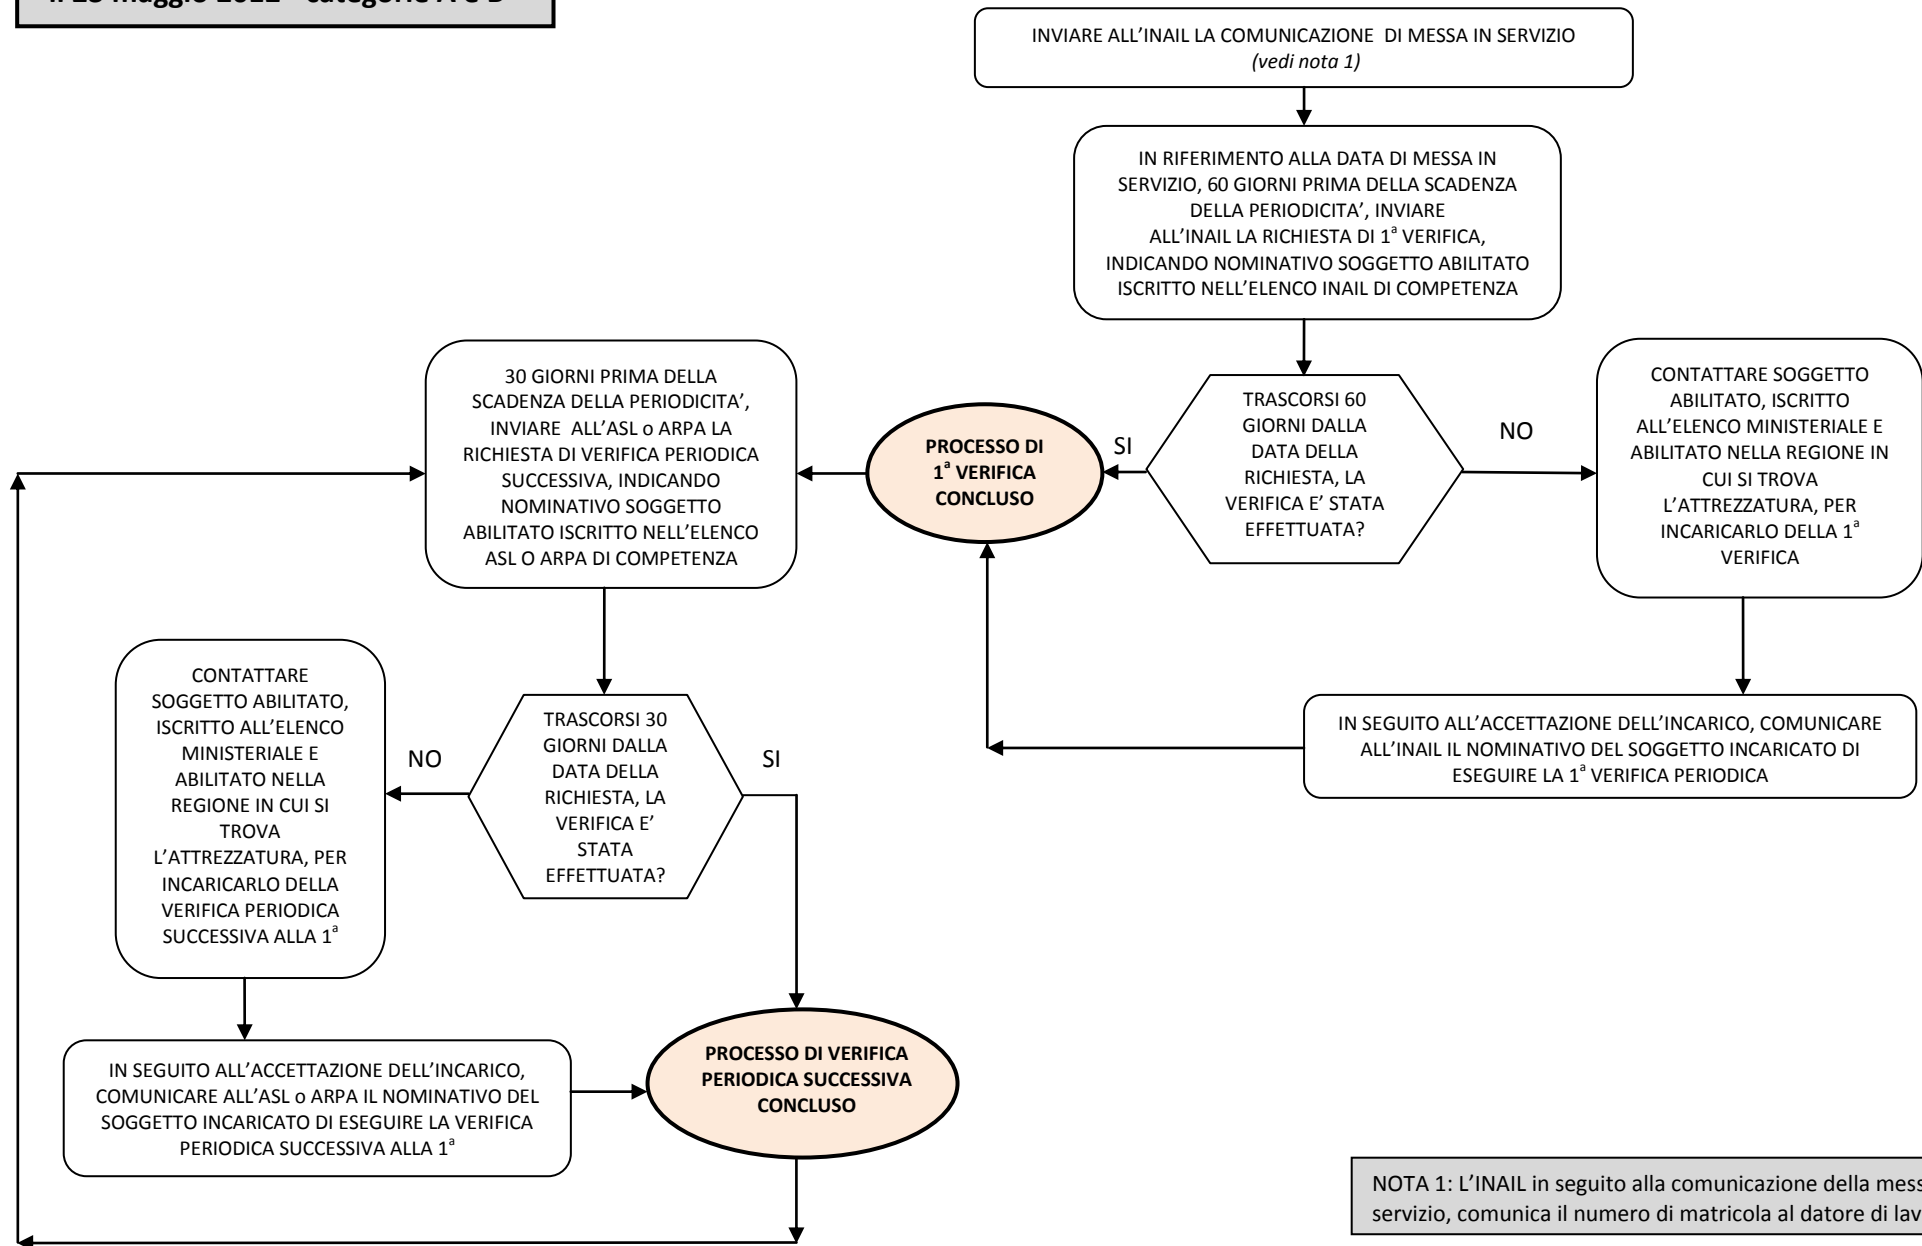 INVIARE ALL’INAIL LA COMUNICAZIONE DI MESSA IN SERVIZIO
(vedi nota 1)
IN RIFERIMENTO ALLA DATA DI MESSA IN
SERVIZIO, 60 GIORNI PRIMA DELLA SCADENZA
DELLA PERIODICITA’, INVIARE
ALL’INAIL LA RICHIESTA DI 1ª VERIFICA,
INDICANDO NOMINATIVO SOGGETTO ABILITATO
ISCRITTO NELL’ELENCO INAIL DI COMPETENZA
TRASCORSI 60
GIORNI DALLA
DATA DELLA
RICHIESTA, LA
VERIFICA E’ STATA
EFFETTUATA?
NO
CONTATTARE SOGGETTO
ABILITATO, ISCRITTO
ALL’ELENCO MINISTERIALE E
ABILITATO NELLA REGIONE IN
CUI SI TROVA
L’ATTREZZATURA, PER
INCARICARLO DELLA 1ª
VERIFICA
IN SEGUITO ALL’ACCETTAZIONE DELL’INCARICO, COMUNICARE
ALL’INAIL IL NOMINATIVO DEL SOGGETTO INCARICATO DI
ESEGUIRE LA 1ª VERIFICA PERIODICA
SI
PROCESSO DI
1ª VERIFICA
CONCLUSO
30 GIORNI PRIMA DELLA
SCADENZA DELLA PERIODICITA’,
INVIARE ALL’ASL o ARPA LA
RICHIESTA DI VERIFICA PERIODICA
SUCCESSIVA, INDICANDO
NOMINATIVO SOGGETTO
ABILITATO ISCRITTO NELL’ELENCO
ASL O ARPA DI COMPETENZA
TRASCORSI 30
GIORNI DALLA
DATA DELLA
RICHIESTA, LA
VERIFICA E’
STATA
EFFETTUATA?
NO
CONTATTARE
SOGGETTO ABILITATO,
ISCRITTO ALL’ELENCO
MINISTERIALE E
ABILITATO NELLA
REGIONE IN CUI SI
TROVA
L’ATTREZZATURA, PER
INCARICARLO DELLA
VERIFICA PERIODICA
SUCCESSIVA ALLA 1ª
IN SEGUITO ALL’ACCETTAZIONE DELL’INCARICO,
COMUNICARE ALL’ASL o ARPA IL NOMINATIVO DEL
SOGGETTO INCARICATO DI ESEGUIRE LA VERIFICA
PERIODICA SUCCESSIVA ALLA 1ª
SI
PROCESSO DI VERIFICA
PERIODICA SUCCESSIVA
CONCLUSO
NOTA 1: L’INAIL in seguito alla comunicazione della
servizio, comunica il numero di matricola al datore di